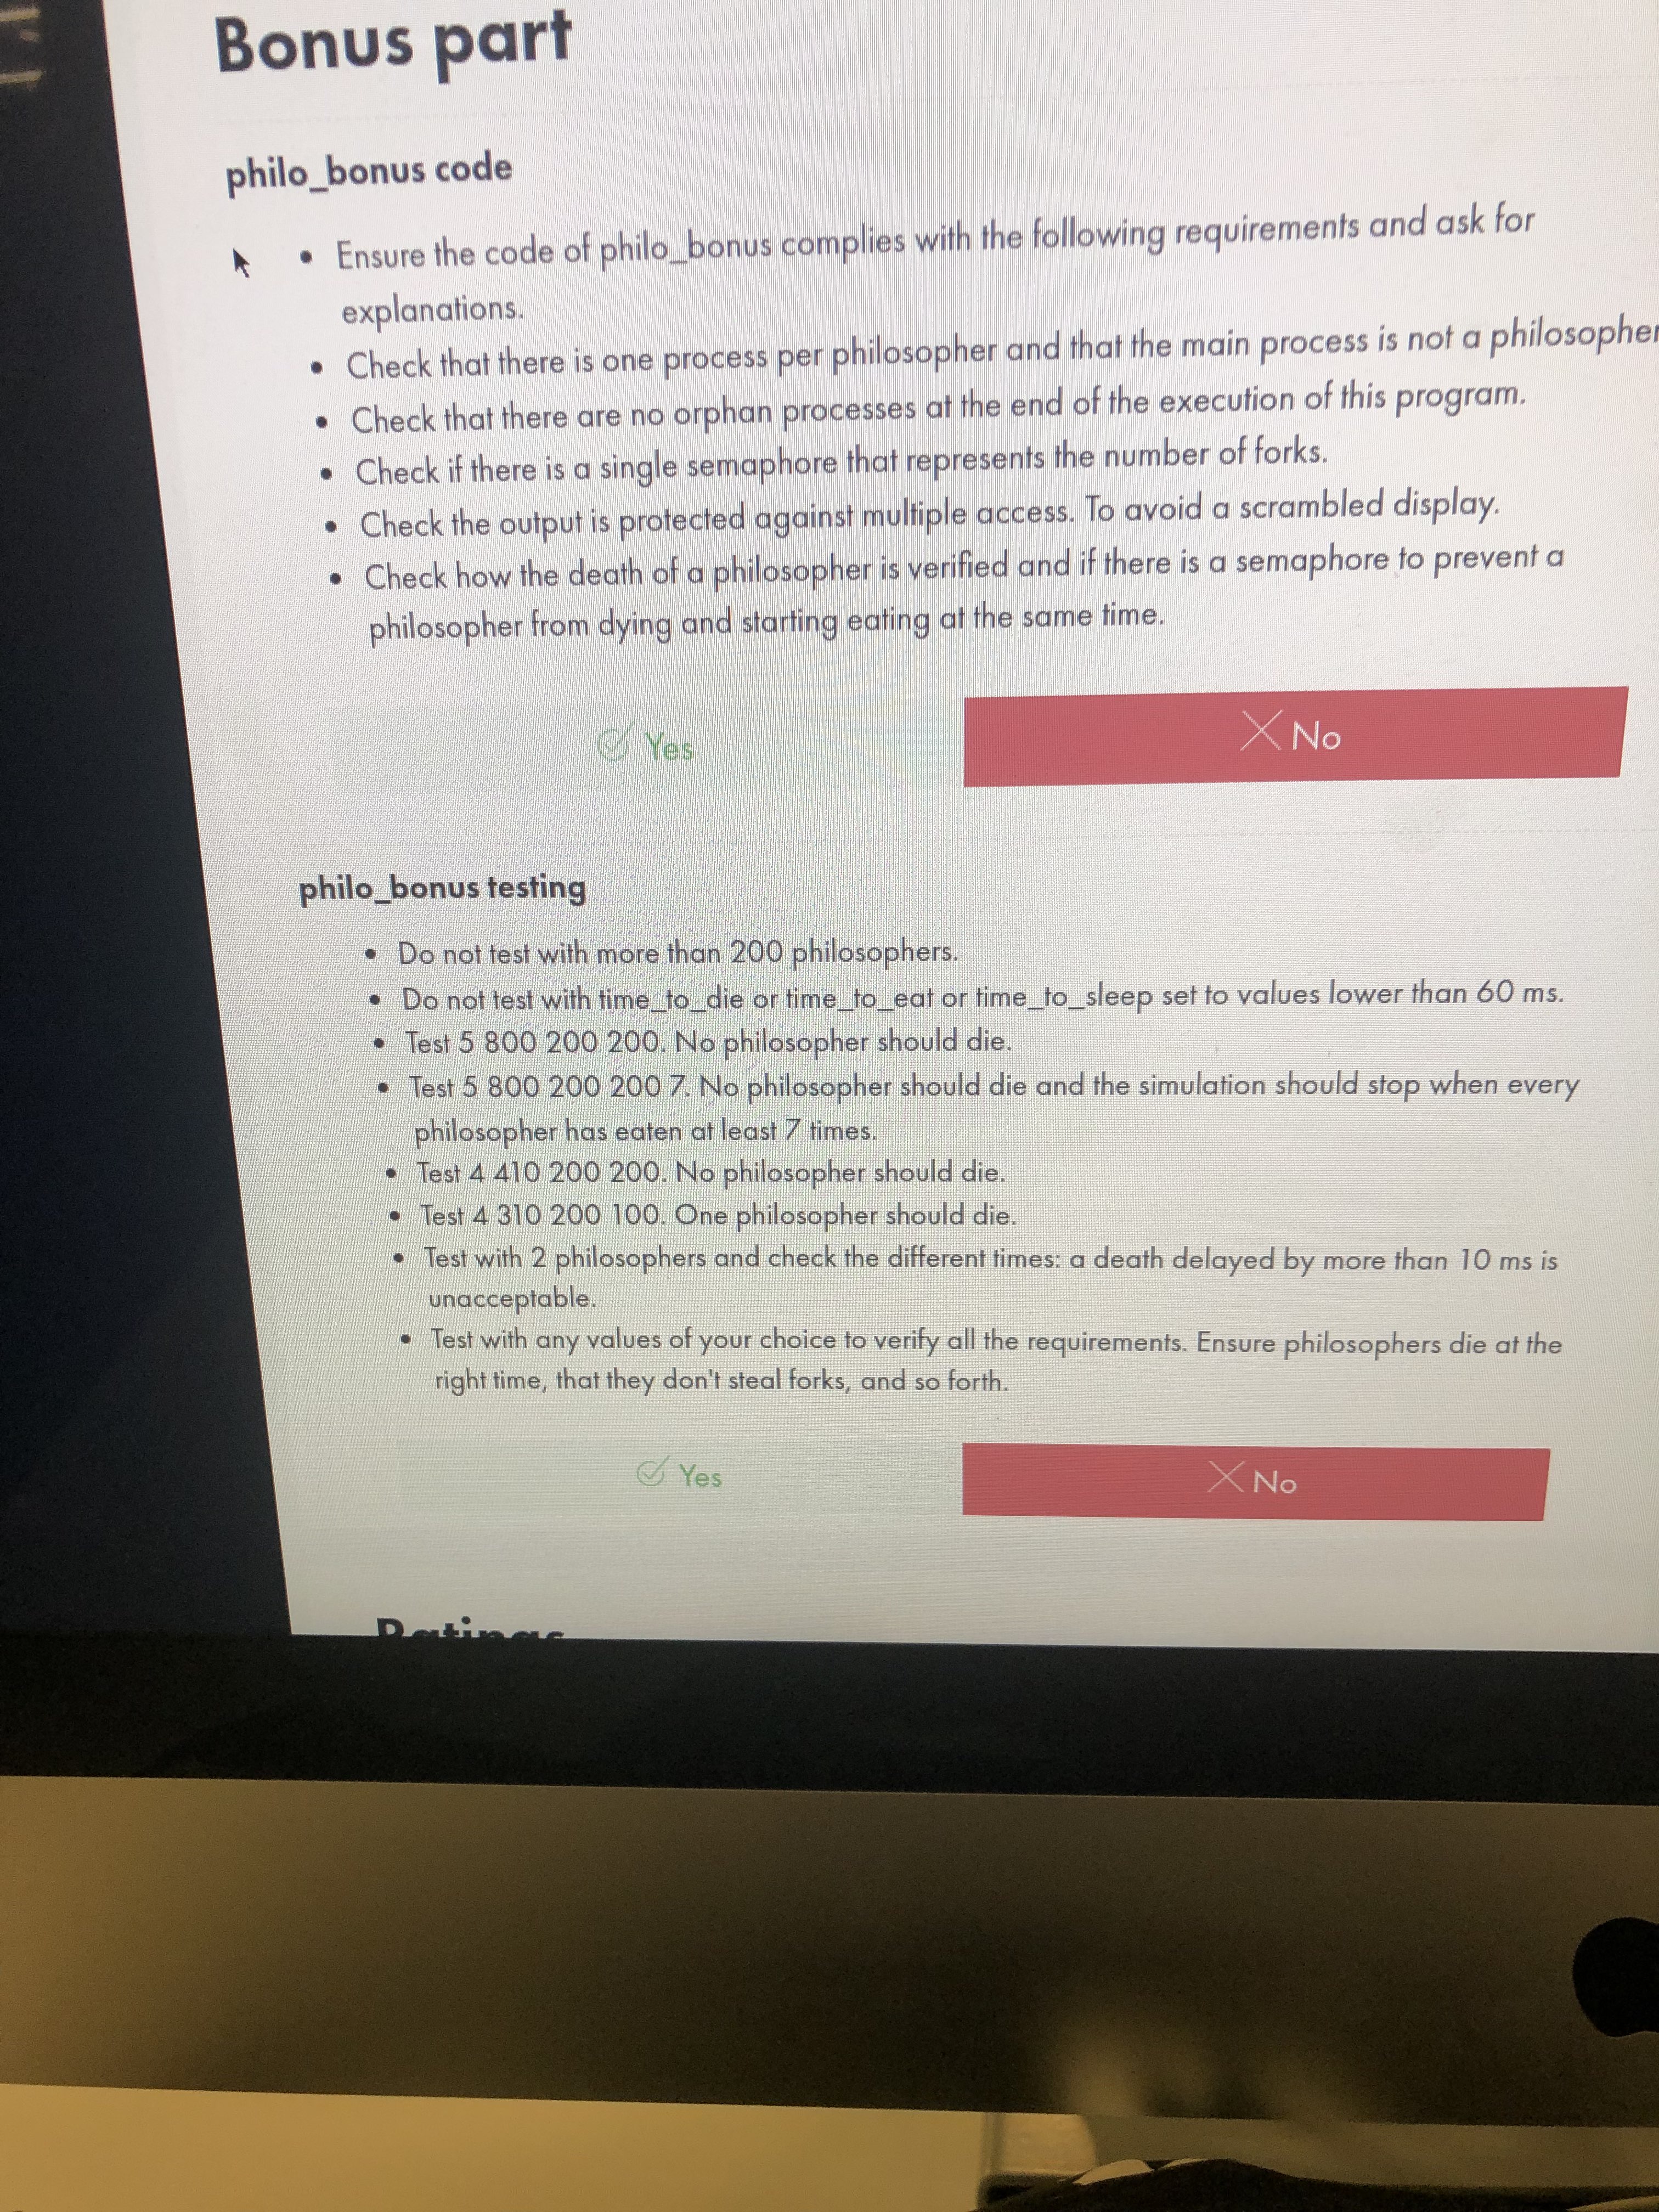 Bonus part
philo_bonus code
• Ensure the code of philo_bonus complies with the following requirements and ask for
explanations.
• Check that there is one process per philosopher and that the main process is not a philosopher
• Check that there are no orphan processes at the end of the execution of this program.
• Check if there is a single semaphore that represents the number of forks.
• Check the output is protected against multiple access. To avoid a scrambled display.
• Check how the death of a philosopher is verified and if there is a semaphore to prevent a
philosopher from dying and starting eating at the same time.
Yes No
philo_bonus testing
• Do not test with more than 200 philosophers.
• Do not test with time_to_die or time_to_eat or time_to_sleep set to values lower than 60 ms.
• Test 5 800 200 200. No philosopher should die.
• Test 5 800 200 200 7. No philosopher should die and the simulation should stop when every
philosopher has eaten at least 7 times.
• Test 4 410 200 200. No philosopher should die.
• Test 4 310 200 100. One philosopher should die.
• Test with 2 philosophers and check the different times: a death delayed by more than 10 ms is
unacceptable.
• Test with any values of your choice to verify all the requirements. Ensure philosophers die at the
right time, that they don't steal forks, and so forth.
Yes No
Ratings